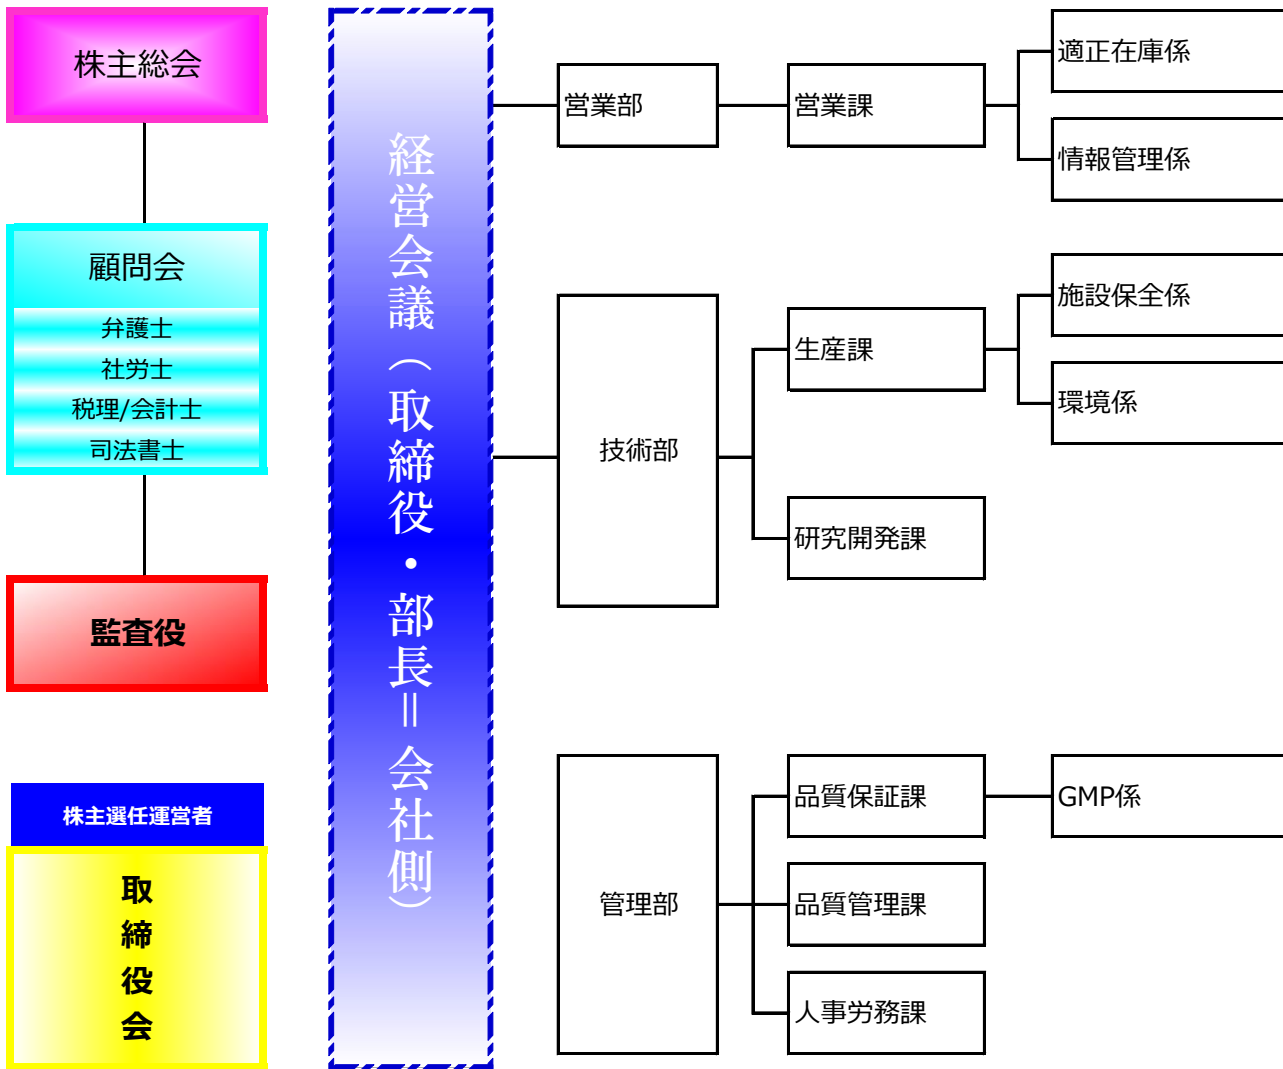 株主総会
顧問会
弁護士
社労士
税理/会計士
司法書士
監査役
株主選任運営者
取締役会
経営会議（取締役・部長＝会社側）
営業部
営業課
適正在庫係
情報管理係
技術部
生産課
施設保全係
環境係
研究開発課
管理部
品質保証課
GMP係
品質管理課
人事労務課